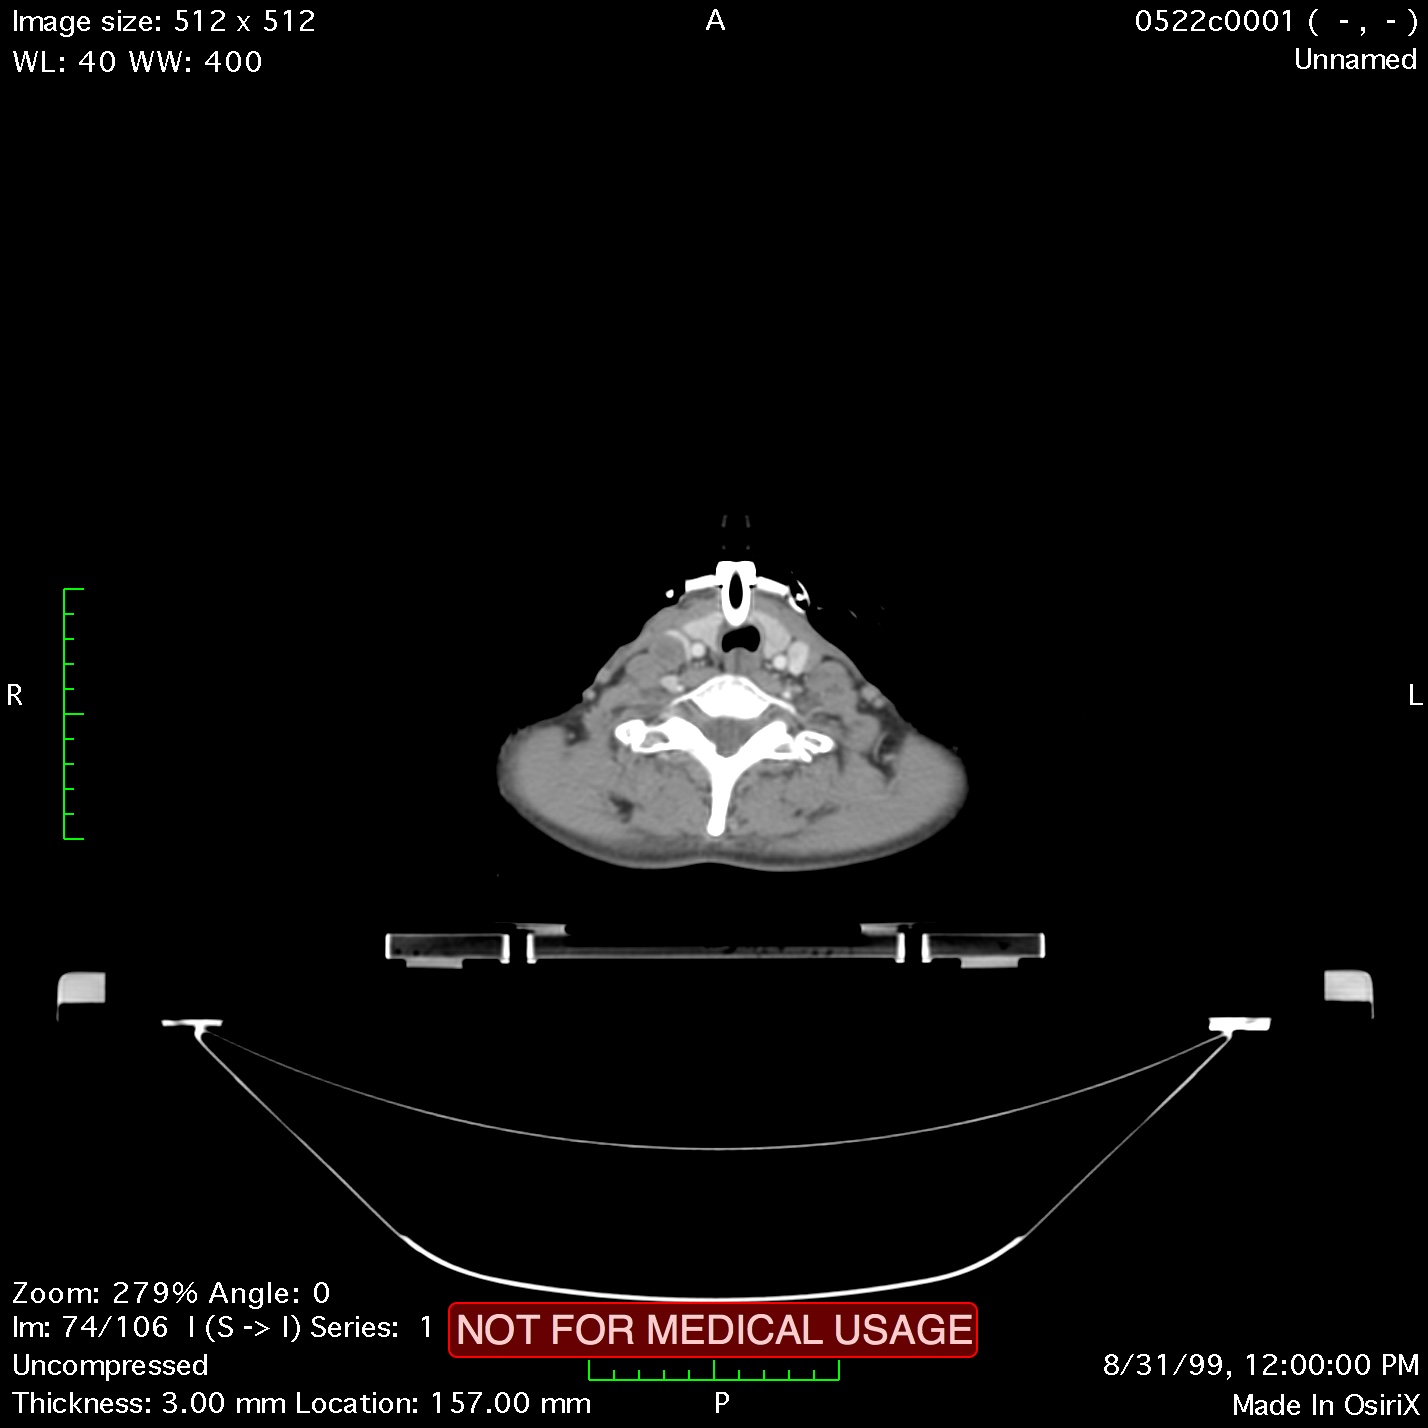 Image size: 512 x 512
WL: 40 WW: 400
A
0522c0001 ( - , - )
Unnamed
R
L
Zoom: 279% Angle: 0
Im: 74/106 I (S -> I) Series: 1
Uncompressed
Thickness: 3.00 mm Location: 157.00 mm
NOT FOR MEDICAL USAGE
P
8/31/99, 12:00:00 PM
Made In OsiriX